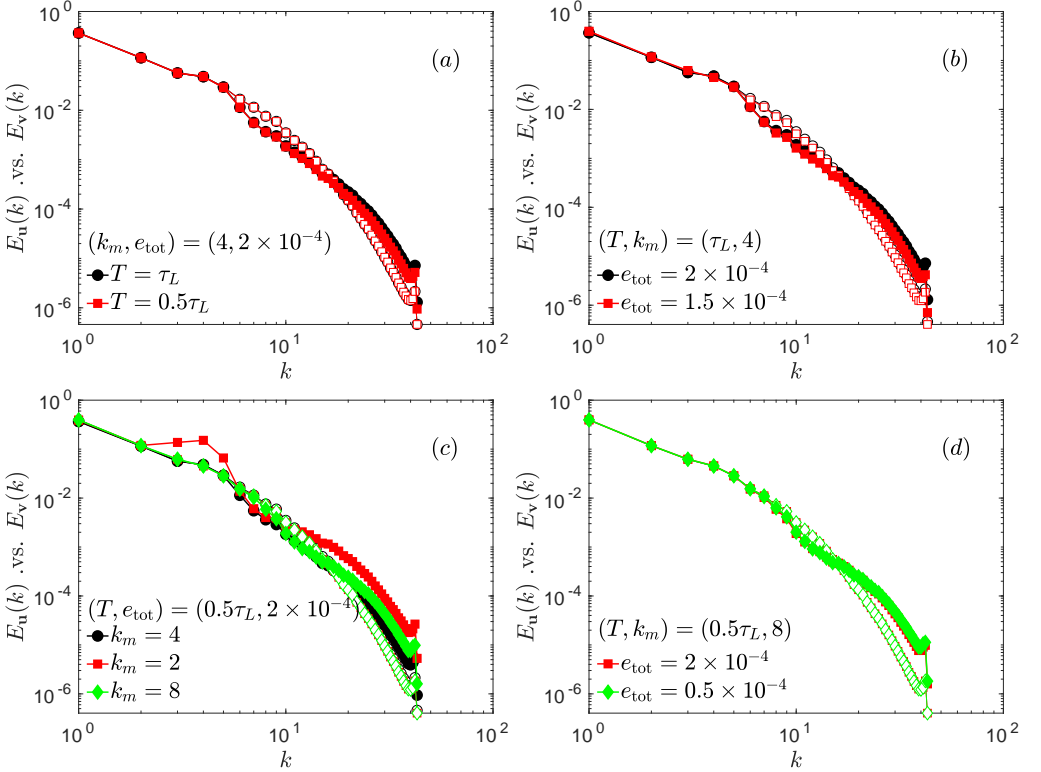 (a)
10^0
10^-2
10^-4
10^-6
E_u(k) .vs. E_v(k)
(k_m, e_tot) = (4, 2 × 10^-4)
T = τ_L
T = 0.5τ_L
10^0
10^1
10^2
k
(b)
10^0
10^-2
10^-4
10^-6
E_u(k) .vs. E_v(k)
(T, k_m) = (τ_L, 4)
e_tot = 2 × 10^-4
e_tot = 1.5 × 10^-4
10^0
10^1
10^2
k
(c)
10^0
10^-2
10^-4
10^-6
E_u(k) .vs. E_v(k)
(T, e_tot) = (0.5τ_L, 2 × 10^-4)
k_m = 4
k_m = 2
k_m = 8
10^0
10^1
10^2
k
(d)
10^0
10^-2
10^-4
10^-6
E_u(k) .vs. E_v(k)
(T, k_m) = (0.5τ_L, 8)
e_tot = 2 × 10^-4
e_tot = 0.5 × 10^-4
10^0
10^1
10^2
k